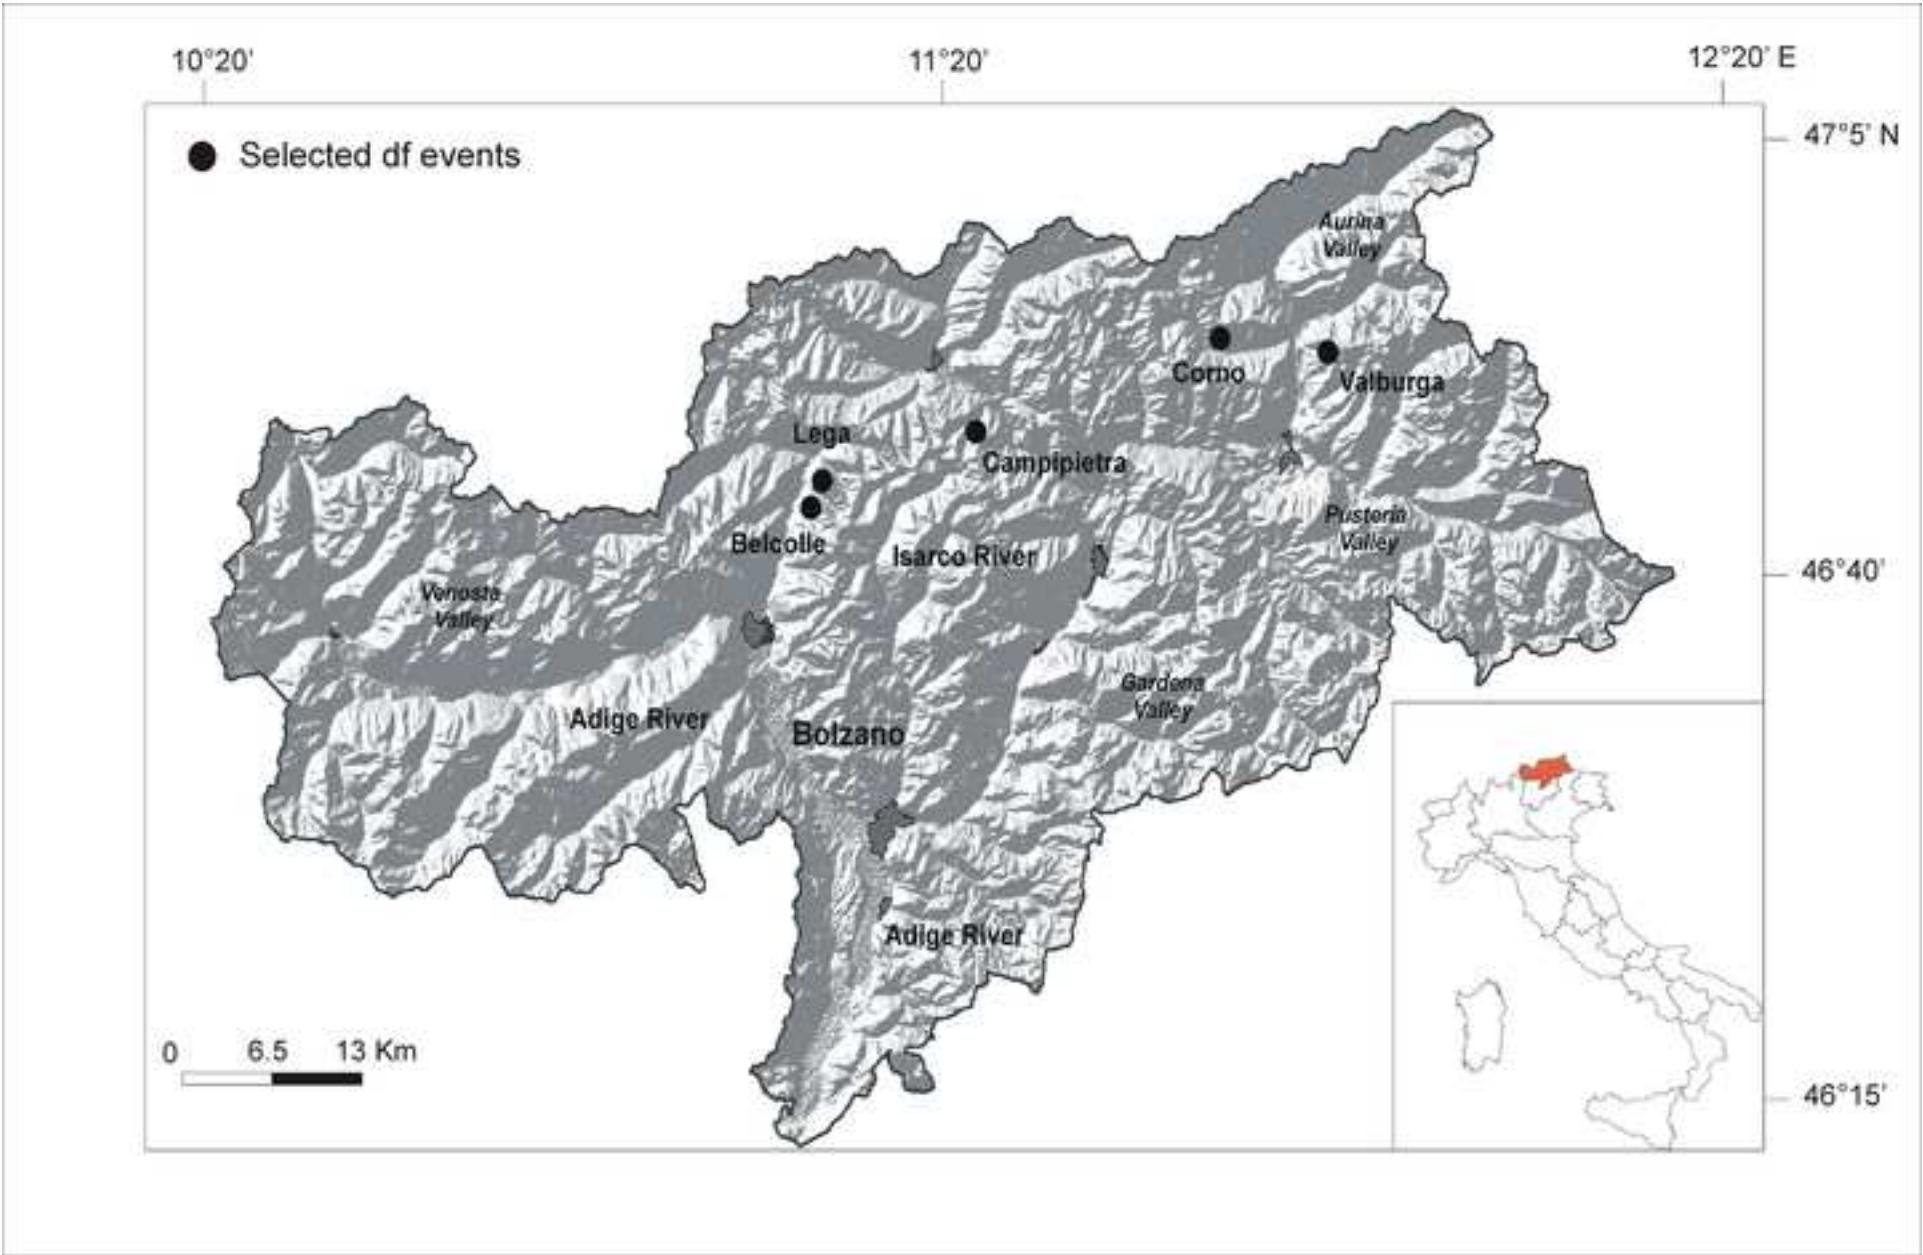 10°20'
11°20'
12°20' E
47°5' N
Selected df events
Aurina
Valley
Corno
Valburga
Lega
Campipietra
Pusteria
Valley
Belcolle
Isarco River
46°40'
Venosta
Valley
Gardena
Valley
Adige River
Bolzano
Adige River
0 6.5 13 Km
46°15'